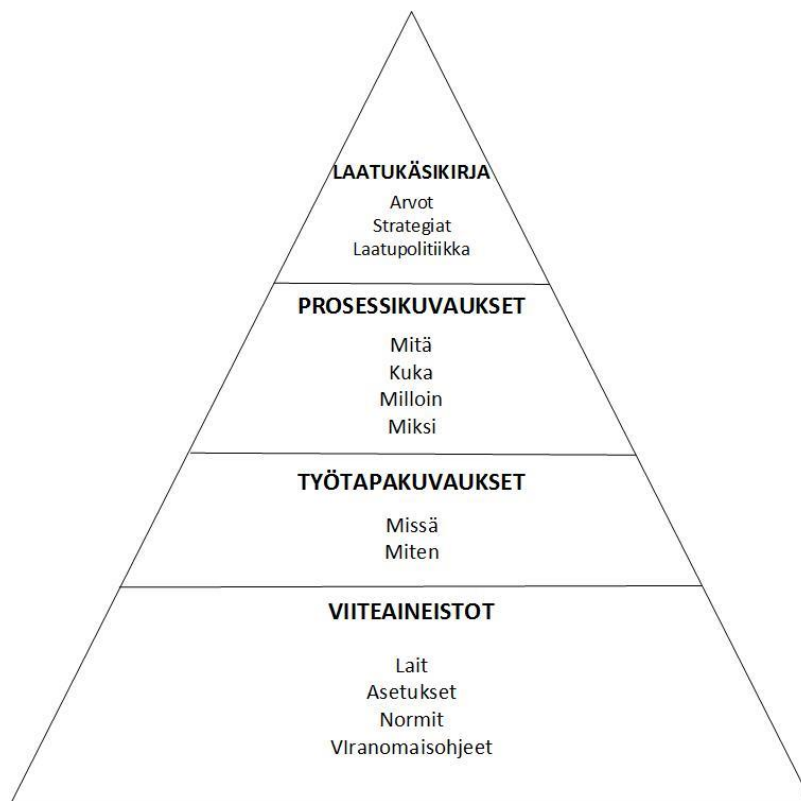 LAATUKÄSIKIRJA
Arvot
Strategiat
Laatupolitiikka
PROSESSIKUVAUKSET
Mitä
Kuka
Milloin
Miksi
TYÖTAPAKUVAUKSET
Missä
Miten
VIITEAINEISTOT
Lait
Asetukset
Normit
VIranomaisohjeet